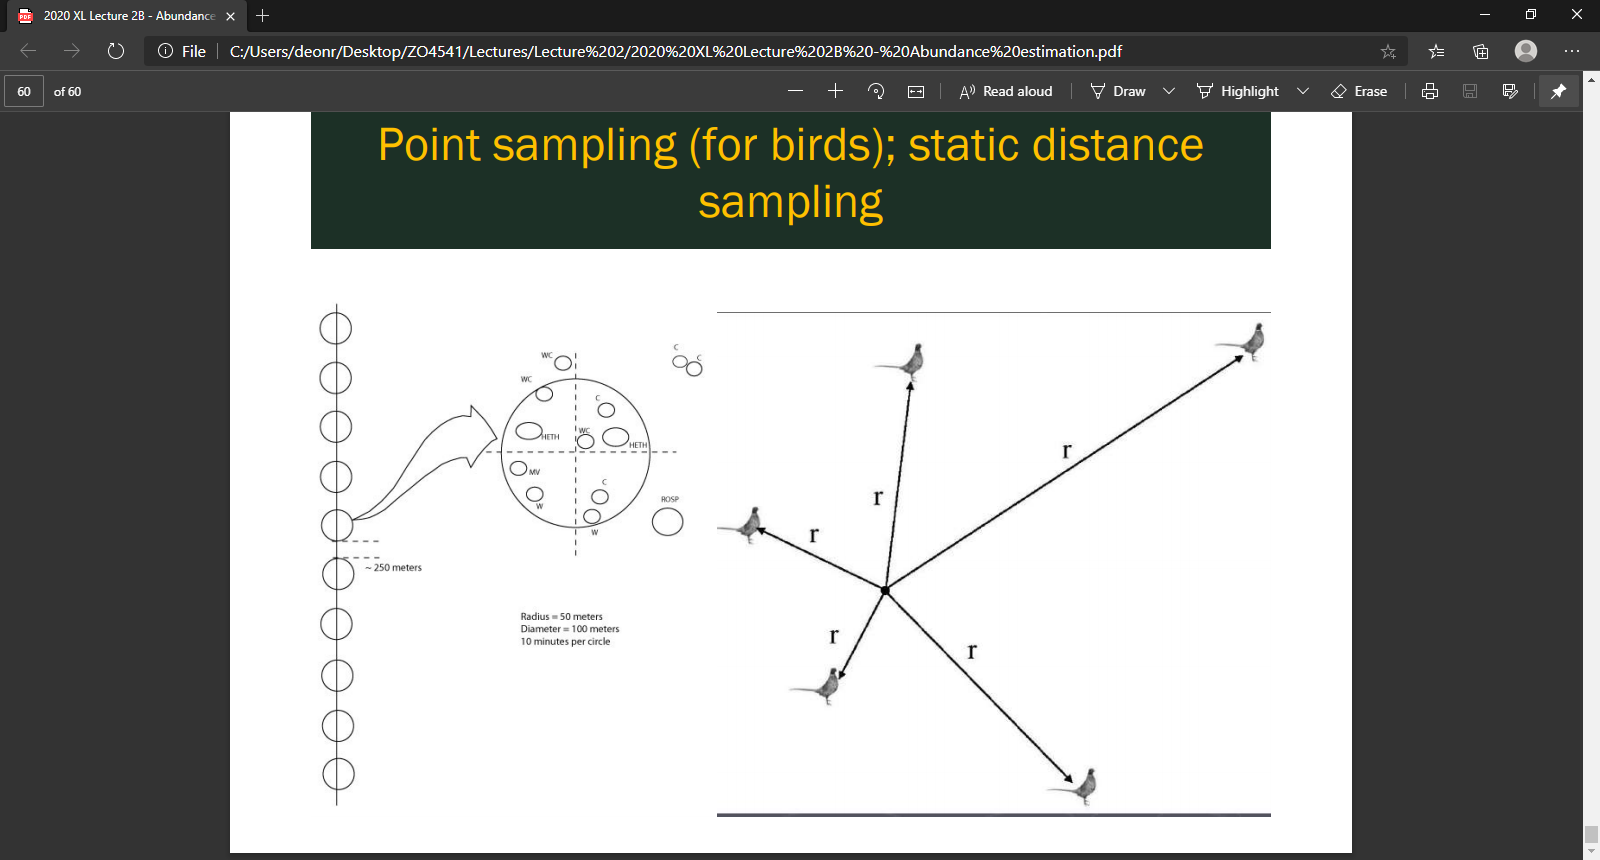 2020 XL Lecture 2B - Abundance
File
C:/Users/deonr/Desktop/ZO4541/Lectures/Lecture%202/2020%20XL%20Lecture%202B%20-%20Abundance%20estimation.pdf
60 of 60
Read aloud
Draw
Highlight
Erase
Point sampling (for birds); static distance
sampling
WC
WC
C
HETH
WC
HETH
MV
W
C
W
C
C
ROSP
~ 250 meters
Radius = 50 meters
Diameter = 100 meters
10 minutes per circle
r
r
r
r
r